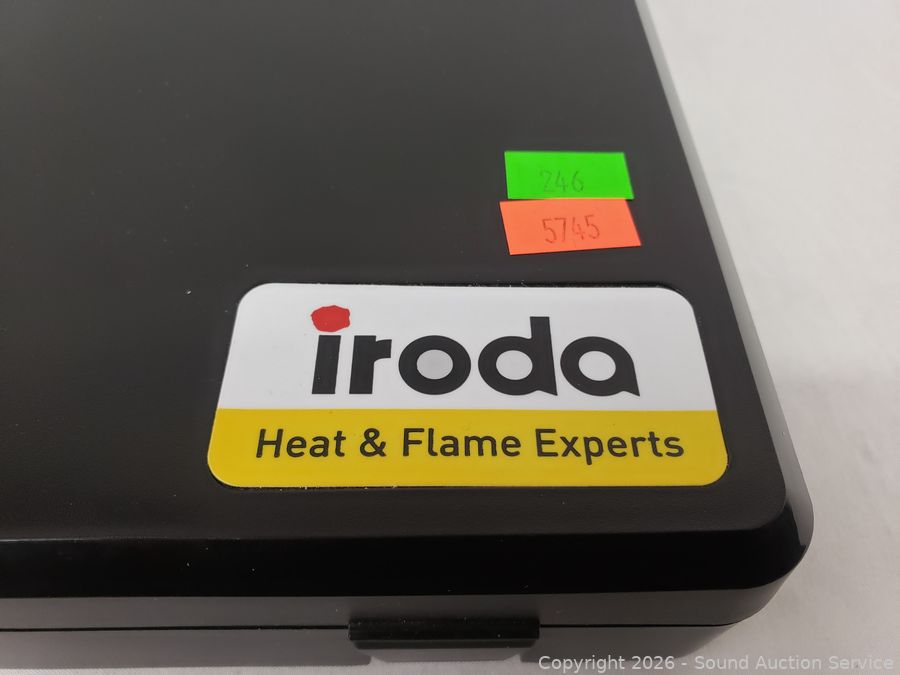 246
5745
iroda
Heat & Flame Experts
Copyright 2026 - Sound Auction Service